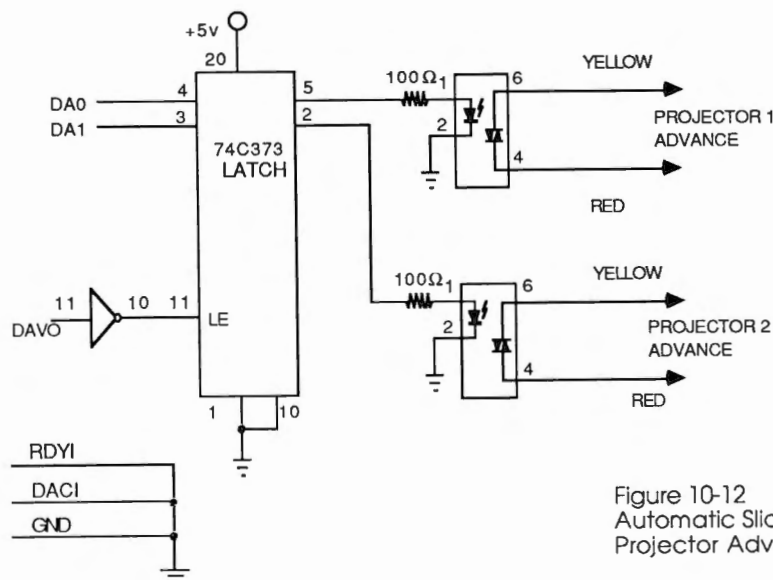 +5v
20
4
DA0
3
DA1
5
2
74C373
LATCH
100Ω
1
2
6
4
YELLOW
PROJECTOR 1
ADVANCE
RED
100Ω
1
2
6
4
YELLOW
PROJECTOR 2
ADVANCE
RED
DAVO
11
10
11
LE
1
10
RDYI
DACI
GND
Figure 10-12
Automatic
Projector